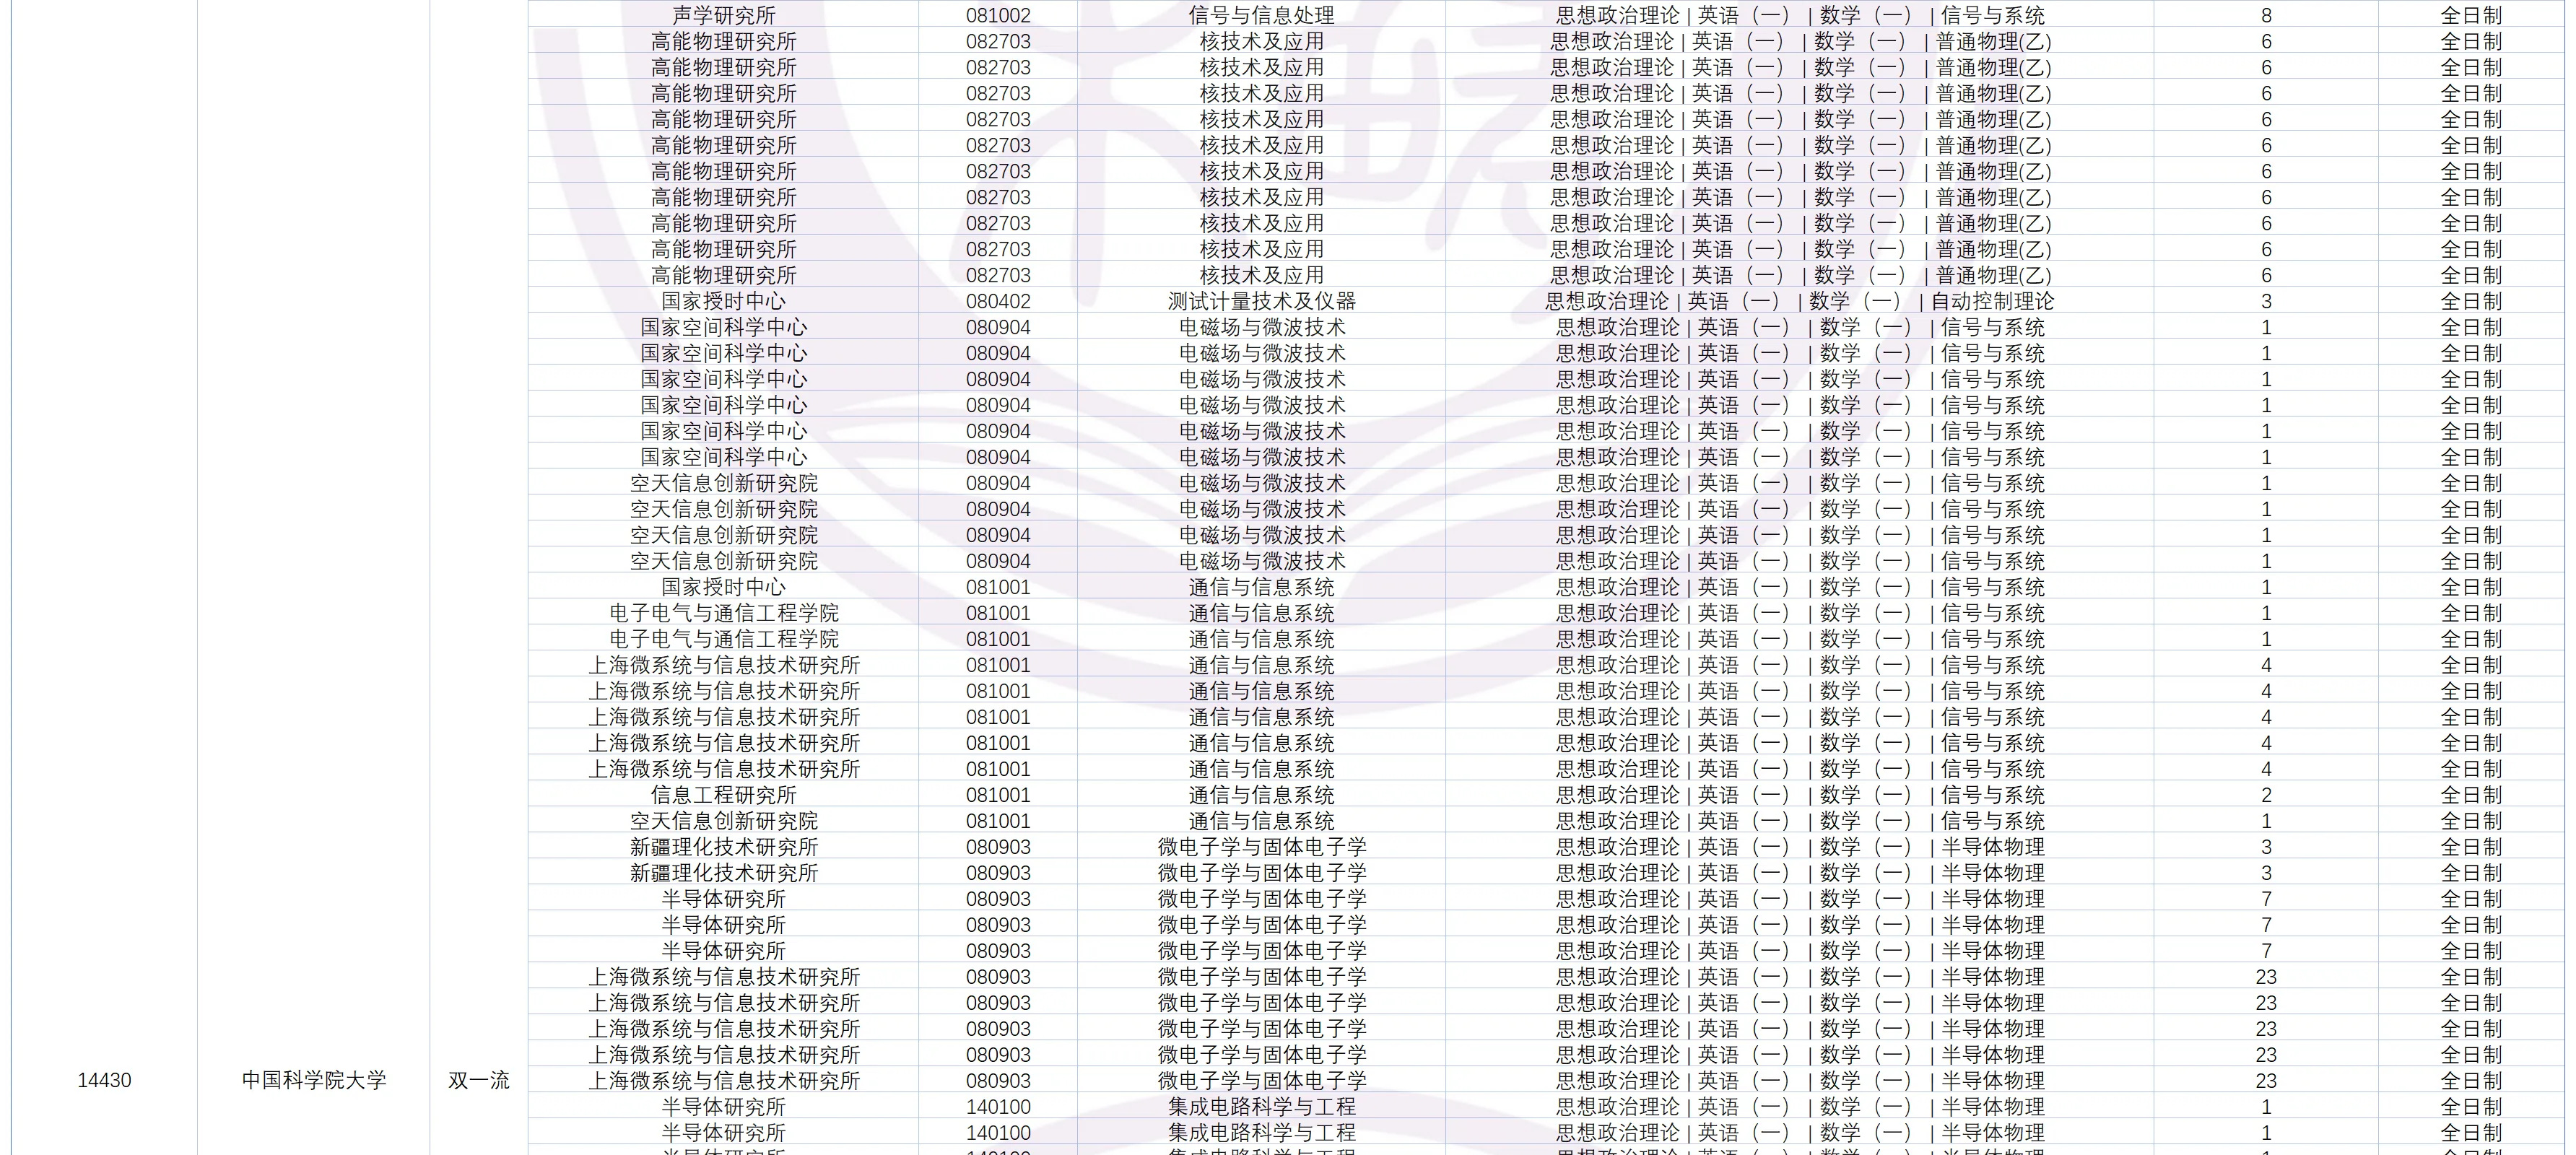 声学研究所 081002 信号与信息处理 思想政治理论 | 英语（一） | 数学（一） | 信号与系统 8 全日制
高能物理研究所 082703 核技术及应用 思想政治理论 | 英语（一） | 数学（一） | 普通物理(乙) 6 全日制
高能物理研究所 082703 核技术及应用 思想政治理论 | 英语（一） | 数学（一） | 普通物理(乙) 6 全日制
高能物理研究所 082703 核技术及应用 思想政治理论 | 英语（一） | 数学（一） | 普通物理(乙) 6 全日制
高能物理研究所 082703 核技术及应用 思想政治理论 | 英语（一） | 数学（一） | 普通物理(乙) 6 全日制
高能物理研究所 082703 核技术及应用 思想政治理论 | 英语（一） | 数学（一） | 普通物理(乙) 6 全日制
高能物理研究所 082703 核技术及应用 思想政治理论 | 英语（一） | 数学（一） | 普通物理(乙) 6 全日制
高能物理研究所 082703 核技术及应用 思想政治理论 | 英语（一） | 数学（一） | 普通物理(乙) 6 全日制
高能物理研究所 082703 核技术及应用 思想政治理论 | 英语（一） | 数学（一） | 普通物理(乙) 6 全日制
高能物理研究所 082703 核技术及应用 思想政治理论 | 英语（一） | 数学（一） | 普通物理(乙) 6 全日制
高能物理研究所 082703 核技术及应用 思想政治理论 | 英语（一） | 数学（一） | 普通物理(乙) 6 全日制
国家授时中心 080402 测试计量技术及仪器 思想政治理论 | 英语（一） | 数学（一） | 自动控制理论 3 全日制
国家空间科学中心 080904 电磁场与微波技术 思想政治理论 | 英语（一） | 数学（一） | 信号与系统 1 全日制
国家空间科学中心 080904 电磁场与微波技术 思想政治理论 | 英语（一） | 数学（一） | 信号与系统 1 全日制
国家空间科学中心 080904 电磁场与微波技术 思想政治理论 | 英语（一） | 数学（一） | 信号与系统 1 全日制
国家空间科学中心 080904 电磁场与微波技术 思想政治理论 | 英语（一） | 数学（一） | 信号与系统 1 全日制
国家空间科学中心 080904 电磁场与微波技术 思想政治理论 | 英语（一） | 数学（一） | 信号与系统 1 全日制
国家空间科学中心 080904 电磁场与微波技术 思想政治理论 | 英语（一） | 数学（一） | 信号与系统 1 全日制
空天信息创新研究院 080904 电磁场与微波技术 思想政治理论 | 英语（一） | 数学（一） | 信号与系统 1 全日制
空天信息创新研究院 080904 电磁场与微波技术 思想政治理论 | 英语（一） | 数学（一） | 信号与系统 1 全日制
空天信息创新研究院 080904 电磁场与微波技术 思想政治理论 | 英语（一） | 数学（一） | 信号与系统 1 全日制
空天信息创新研究院 080904 电磁场与微波技术 思想政治理论 | 英语（一） | 数学（一） | 信号与系统 1 全日制
国家授时中心 081001 通信与信息系统 思想政治理论 | 英语（一） | 数学（一） | 信号与系统 1 全日制
电子电气与通信工程学院 081001 通信与信息系统 思想政治理论 | 英语（一） | 数学（一） | 信号与系统 1 全日制
电子电气与通信工程学院 081001 通信与信息系统 思想政治理论 | 英语（一） | 数学（一） | 信号与系统 1 全日制
上海微系统与信息技术研究所 081001 通信与信息系统 思想政治理论 | 英语（一） | 数学（一） | 信号与系统 4 全日制
上海微系统与信息技术研究所 081001 通信与信息系统 思想政治理论 | 英语（一） | 数学（一） | 信号与系统 4 全日制
上海微系统与信息技术研究所 081001 通信与信息系统 思想政治理论 | 英语（一） | 数学（一） | 信号与系统 4 全日制
上海微系统与信息技术研究所 081001 通信与信息系统 思想政治理论 | 英语（一） | 数学（一） | 信号与系统 4 全日制
上海微系统与信息技术研究所 081001 通信与信息系统 思想政治理论 | 英语（一） | 数学（一） | 信号与系统 4 全日制
信息工程研究所 081001 通信与信息系统 思想政治理论 | 英语（一） | 数学（一） | 信号与系统 2 全日制
空天信息创新研究院 081001 通信与信息系统 思想政治理论 | 英语（一） | 数学（一） | 信号与系统 1 全日制
新疆理化技术研究所 080903 微电子学与固体电子学 思想政治理论 | 英语（一） | 数学（一） | 半导体物理 3 全日制
新疆理化技术研究所 080903 微电子学与固体电子学 思想政治理论 | 英语（一） | 数学（一） | 半导体物理 3 全日制
半导体研究所 080903 微电子学与固体电子学 思想政治理论 | 英语（一） | 数学（一） | 半导体物理 7 全日制
半导体研究所 080903 微电子学与固体电子学 思想政治理论 | 英语（一） | 数学（一） | 半导体物理 7 全日制
半导体研究所 080903 微电子学与固体电子学 思想政治理论 | 英语（一） | 数学（一） | 半导体物理 7 全日制
上海微系统与信息技术研究所 080903 微电子学与固体电子学 思想政治理论 | 英语（一） | 数学（一） | 半导体物理 23 全日制
上海微系统与信息技术研究所 080903 微电子学与固体电子学 思想政治理论 | 英语（一） | 数学（一） | 半导体物理 23 全日制
上海微系统与信息技术研究所 080903 微电子学与固体电子学 思想政治理论 | 英语（一） | 数学（一） | 半导体物理 23 全日制
上海微系统与信息技术研究所 080903 微电子学与固体电子学 思想政治理论 | 英语（一） | 数学（一） | 半导体物理 23 全日制
14430 中国科学院大学 双一流 上海微系统与信息技术研究所 080903 微电子学与固体电子学 思想政治理论 | 英语（一） | 数学（一） | 半导体物理 23 全日制
半导体研究所 140100 集成电路科学与工程 思想政治理论 | 英语（一） | 数学（一） | 半导体物理 1 全日制
半导体研究所 140100 集成电路科学与工程 思想政治理论 | 英语（一） | 数学（一） | 半导体物理 1 全日制